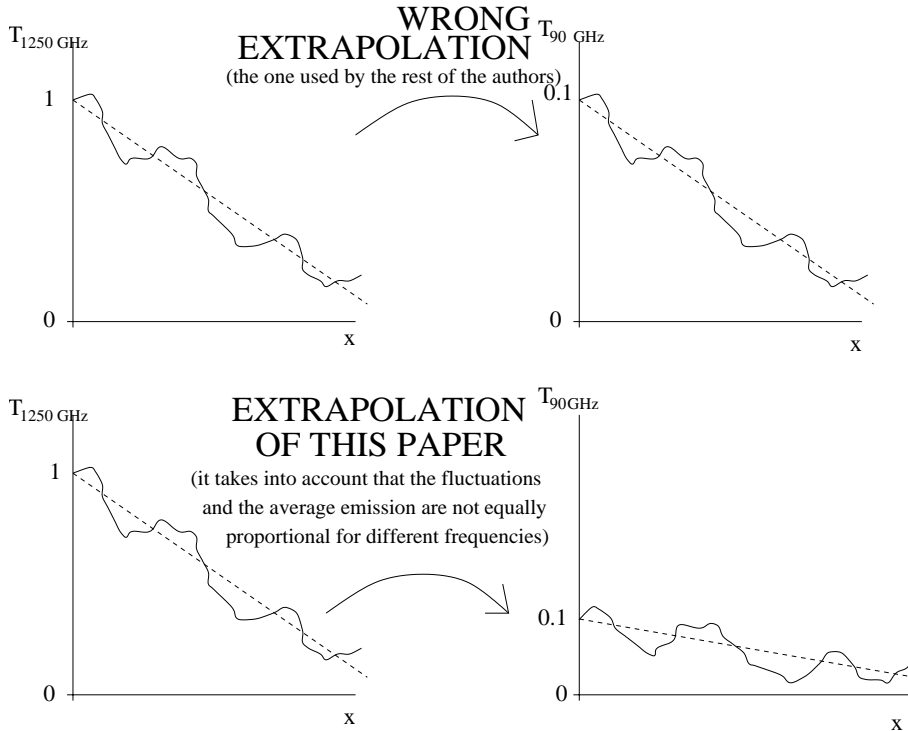 WRONG
EXTRAPOLATION
(the one used by the rest of the authors)
T1250 GHz
1
0
x
T90 GHz
0.1
0
x
EXTRAPOLATION
OF THIS PAPER
(it takes into account that the fluctuations
and the average emission are not equally
proportional for different frequencies)
T1250 GHz
1
0
x
T90GHz
0.1
0
x